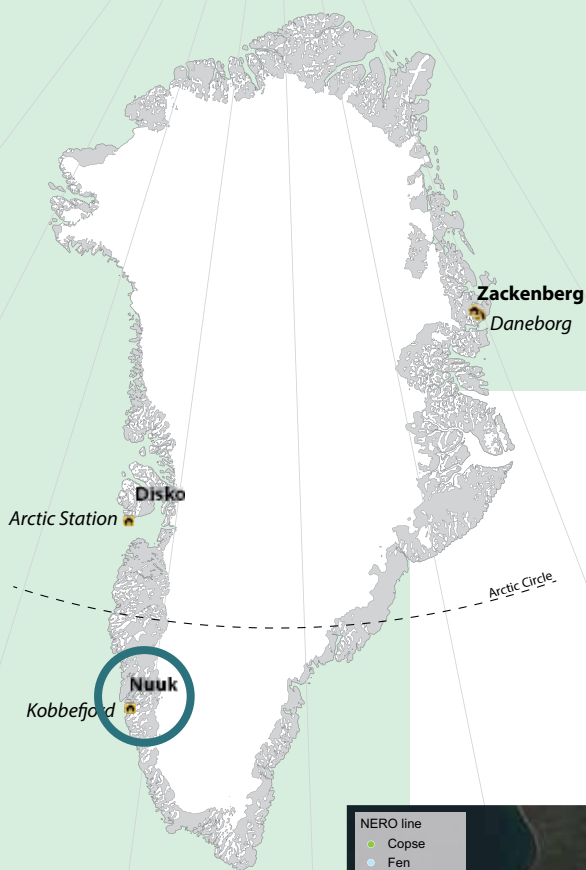 Zackenberg
Daneborg
Disko
Arctic Station
Arctic Circle
Nuuk
Kobbefjord
NERO line
Copse
Fen